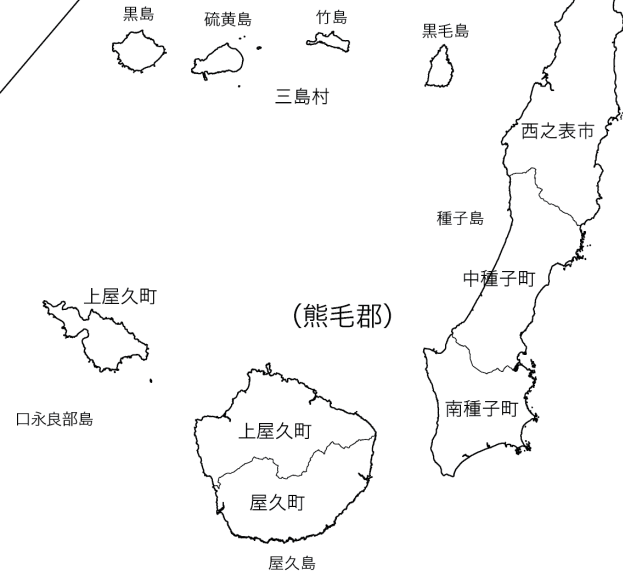 黒島
硫黄島
竹島
黒毛島
三島村
西之表市
種子島
中種子町
上屋久町
（熊毛郡）
口永良部島
上屋久町
南種子町
屋久町
屋久島